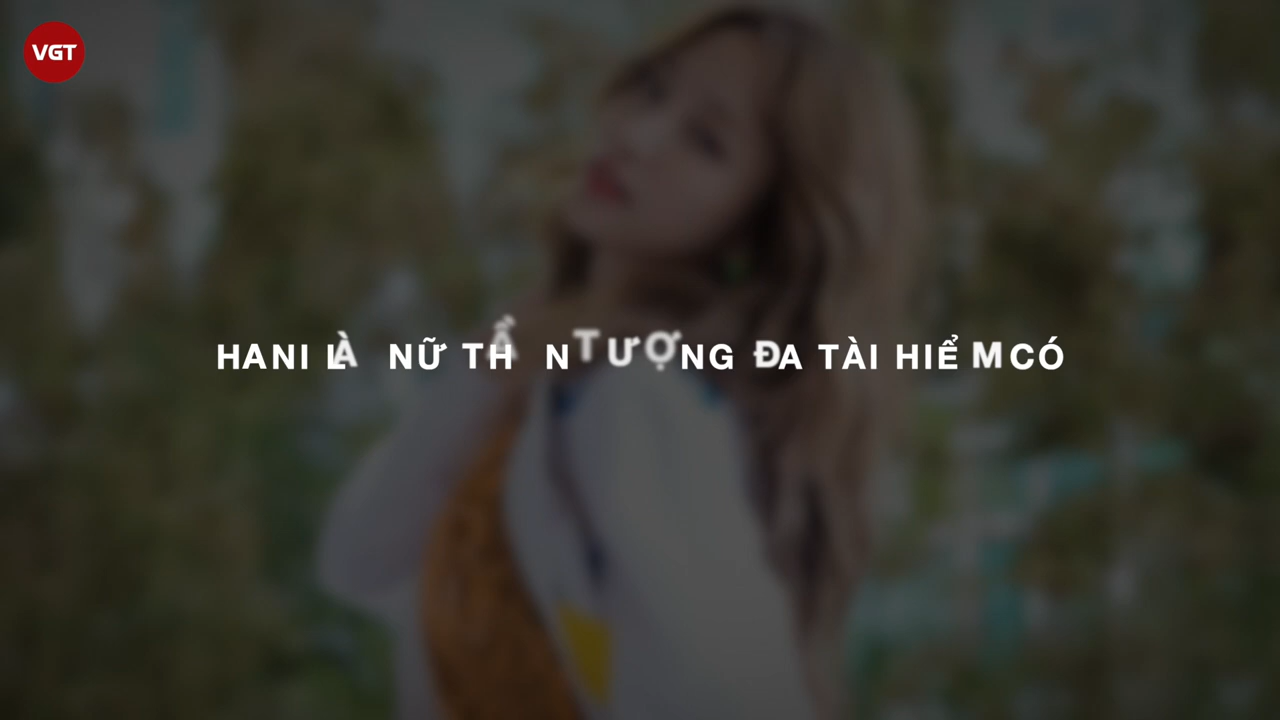 VGT
HANI LÀ NỮ THẦN TƯỢNG ĐA TÀI HIỂM CÓ